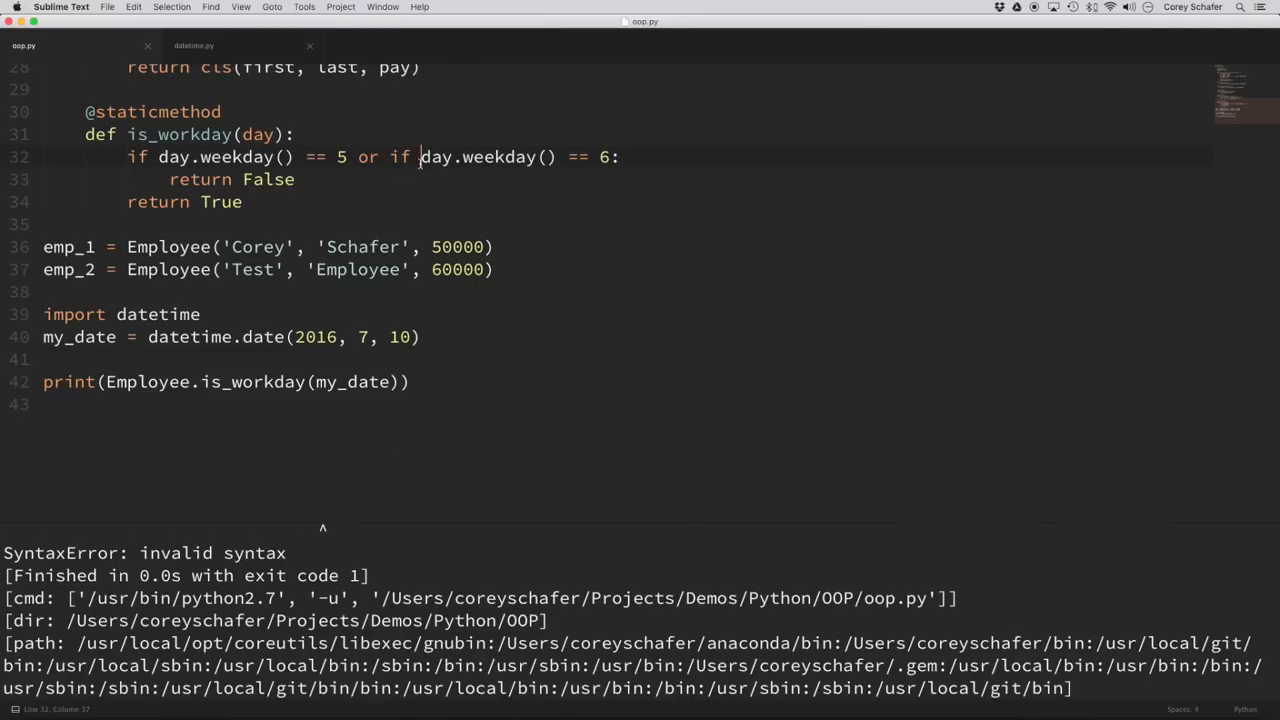 Sublime Text File Edit Selection Find View Goto Tools Project Window Help Corey Schafer
oop.py
oop.py datetime.py
28 return cls(first, last, pay)
29
30 @staticmethod
31 def is_workday(day):
32 if day.weekday() == 5 or if day.weekday() == 6:
33 return False
34 return True
35
36 emp_1 = Employee('Corey', 'Schafer', 50000)
37 emp_2 = Employee('Test', 'Employee', 60000)
38
39 import datetime
40 my_date = datetime.date(2016, 7, 10)
41
42 print(Employee.is_workday(my_date))
43
^
SyntaxError: invalid syntax
[Finished in 0.0s with exit code 1]
[cmd: ['/usr/bin/python2.7', '-u', '/Users/coreyschafer/Projects/Demos/Python/OOP/oop.py']]
[dir: /Users/coreyschafer/Projects/Demos/Python/OOP]
[path: /usr/local/opt/coreutils/libexec/gnubin:/Users/coreyschafer/anaconda/bin:/Users/coreyschafer/bin:/usr/local/git/
bin:/usr/local/sbin:/usr/local/bin:/usr/bin:/bin:/usr/sbin:/sbin:/Users/coreyschafer/.gem:/usr/local/bin:/usr/bin:/bin:/
usr/sbin:/sbin:/usr/local/git/bin/bin:/usr/bin:/bin:/usr/sbin:/sbin:/usr/local/bin:/usr/local/git/bin]
Line 32, Column 37 Spaces: 4 Python